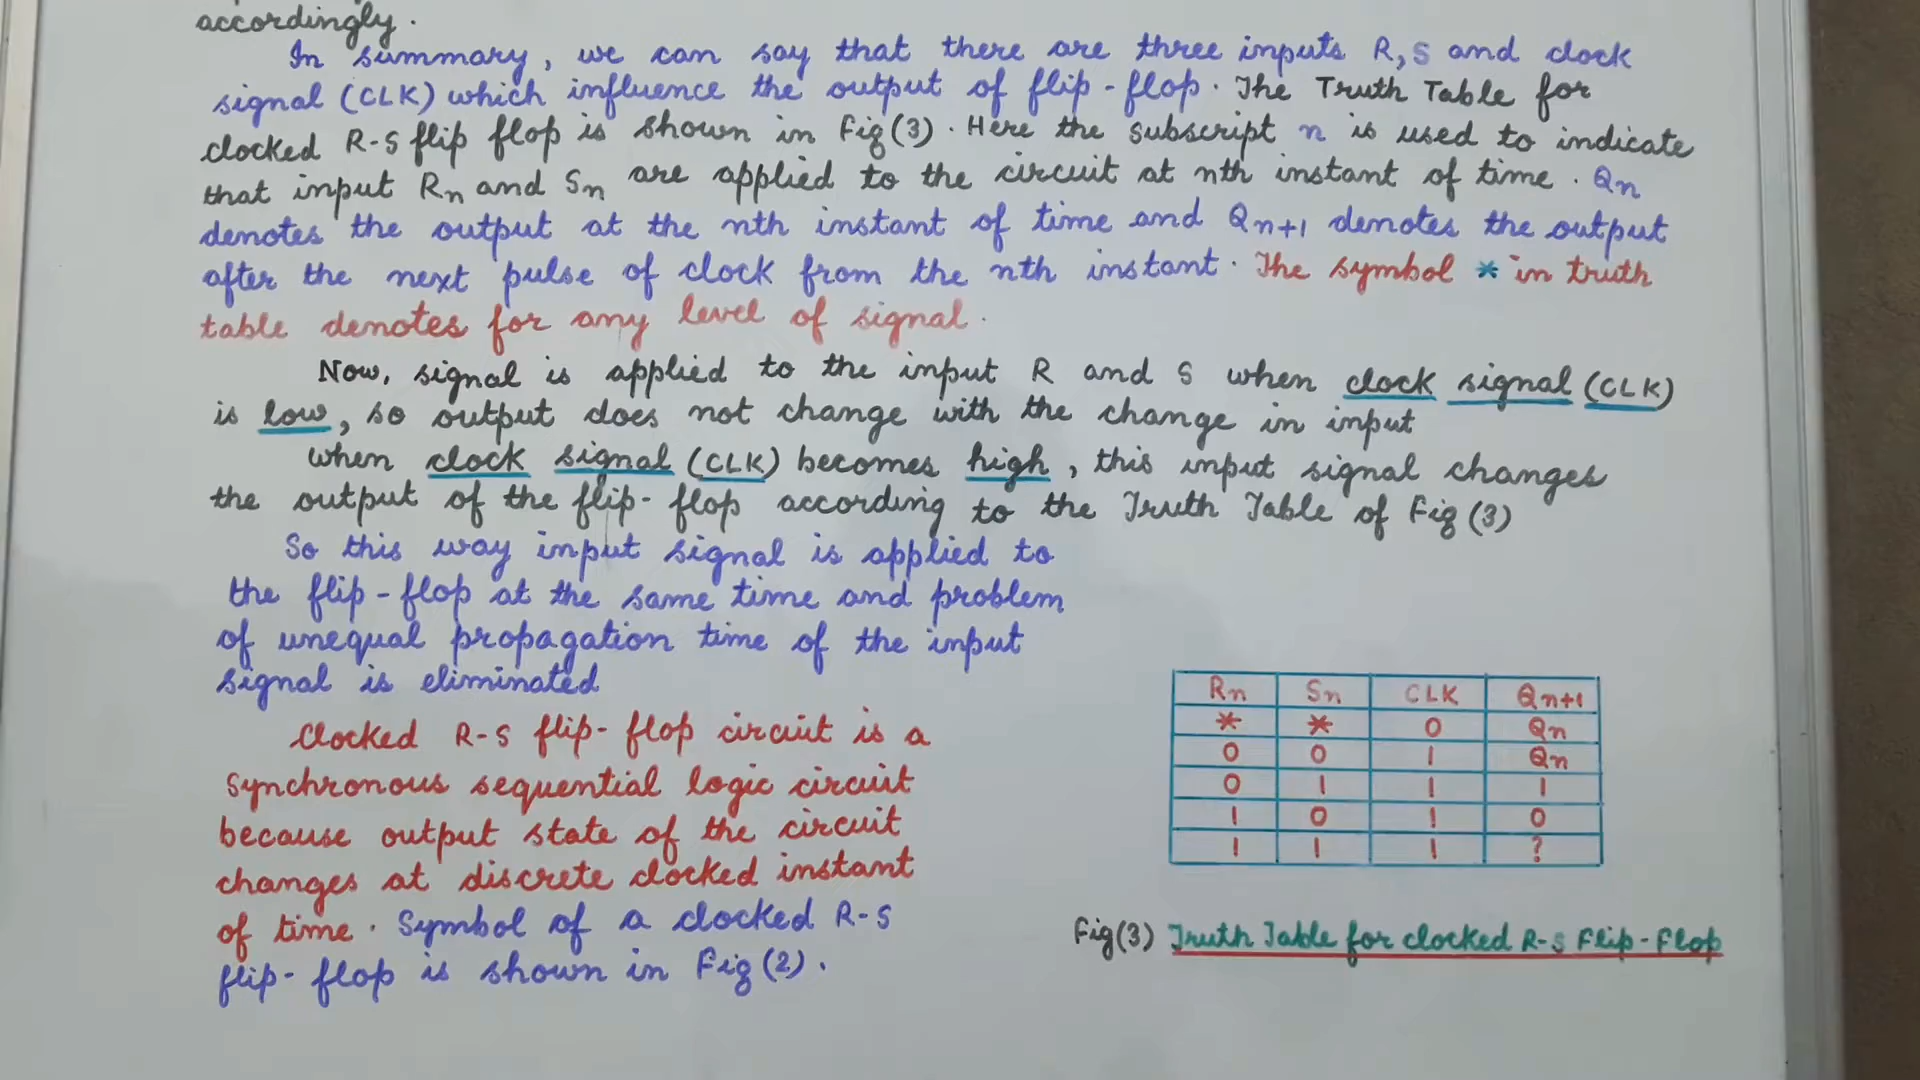 accordingly.
In summary, we can say that there are three inputs R, S and clock
signal (CLK) which influence the output of flip-flop. The Truth Table for
clocked R-S flip flop is shown in Fig(3). Here the subscript n is used to indicate
that input Rn and Sn are applied to the circuit at nth instant of time. Qn
denotes the output at the nth instant of time and Qn+1 denotes the output
after the next pulse of clock from the nth instant. The symbol * in truth
table denotes for any level of signal.
Now, signal is applied to the input R and S when clock signal (CLK)
is low, so output does not change with the change in input
when clock signal (CLK) becomes high, this input signal changes
the output of the flip-flop according to the Truth Table of Fig (3)
So this way input signal is applied to
the flip-flop at the same time and problem
of unequal propagation time of the input
signal is eliminated
Clocked R-S flip-flop circuit is a
synchronous sequential logic circuit
because output state of the circuit
changes at discrete clocked instant
of time. Symbol of a clocked R-S
flip-flop is shown in Fig (2).
Rn Sn CLK Qn+1
* * 0 Qn
0 0 1 Qn
0 1 1 1
1 0 1 0
1 1 1 ?
Fig(3) Truth Table for clocked R-S Flip-Flop